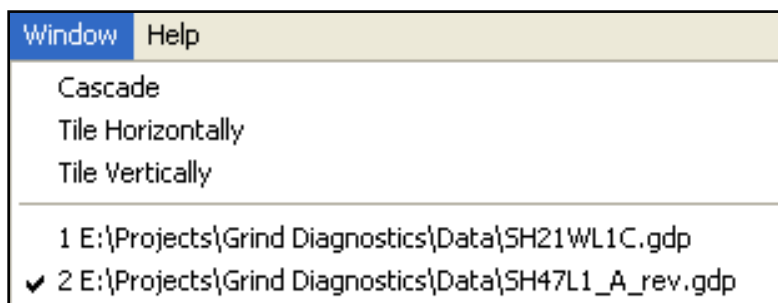 Window Help
Cascade
Tile Horizontally
Tile Vertically
1 E:\Projects\Grind Diagnostics\Data\SH21WL1C.gdp
2 E:\Projects\Grind Diagnostics\Data\SH47L1_A_rev.gdp